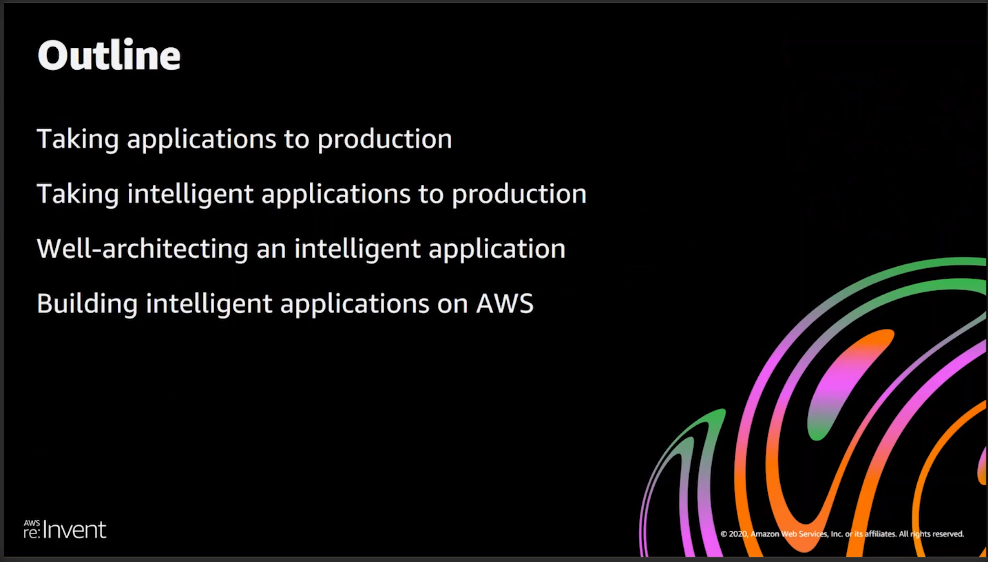 Outline
Taking applications to production
Taking intelligent applications to production
Well-architecting an intelligent application
Building intelligent applications on AWS
AWS
re:Invent
© 2020, Amazon Web Services, Inc. or its affiliates. All rights reserved.